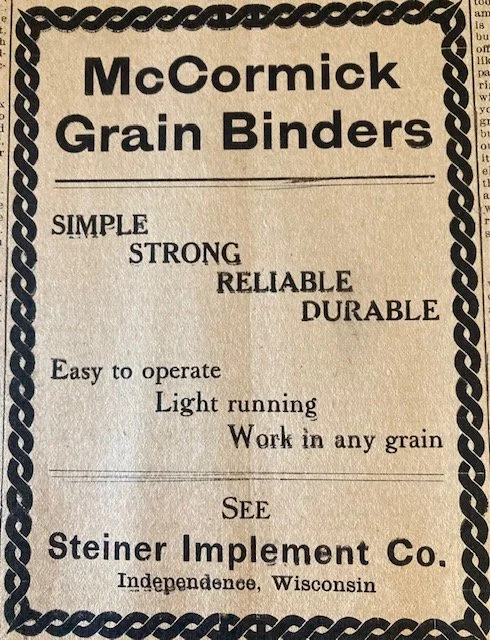 McCormick
Grain Binders
SIMPLE
STRONG
RELIABLE
DURABLE
Easy to operate
Light running
Work in any grain
SEE
Steiner Implement Co.
Independence, Wisconsin